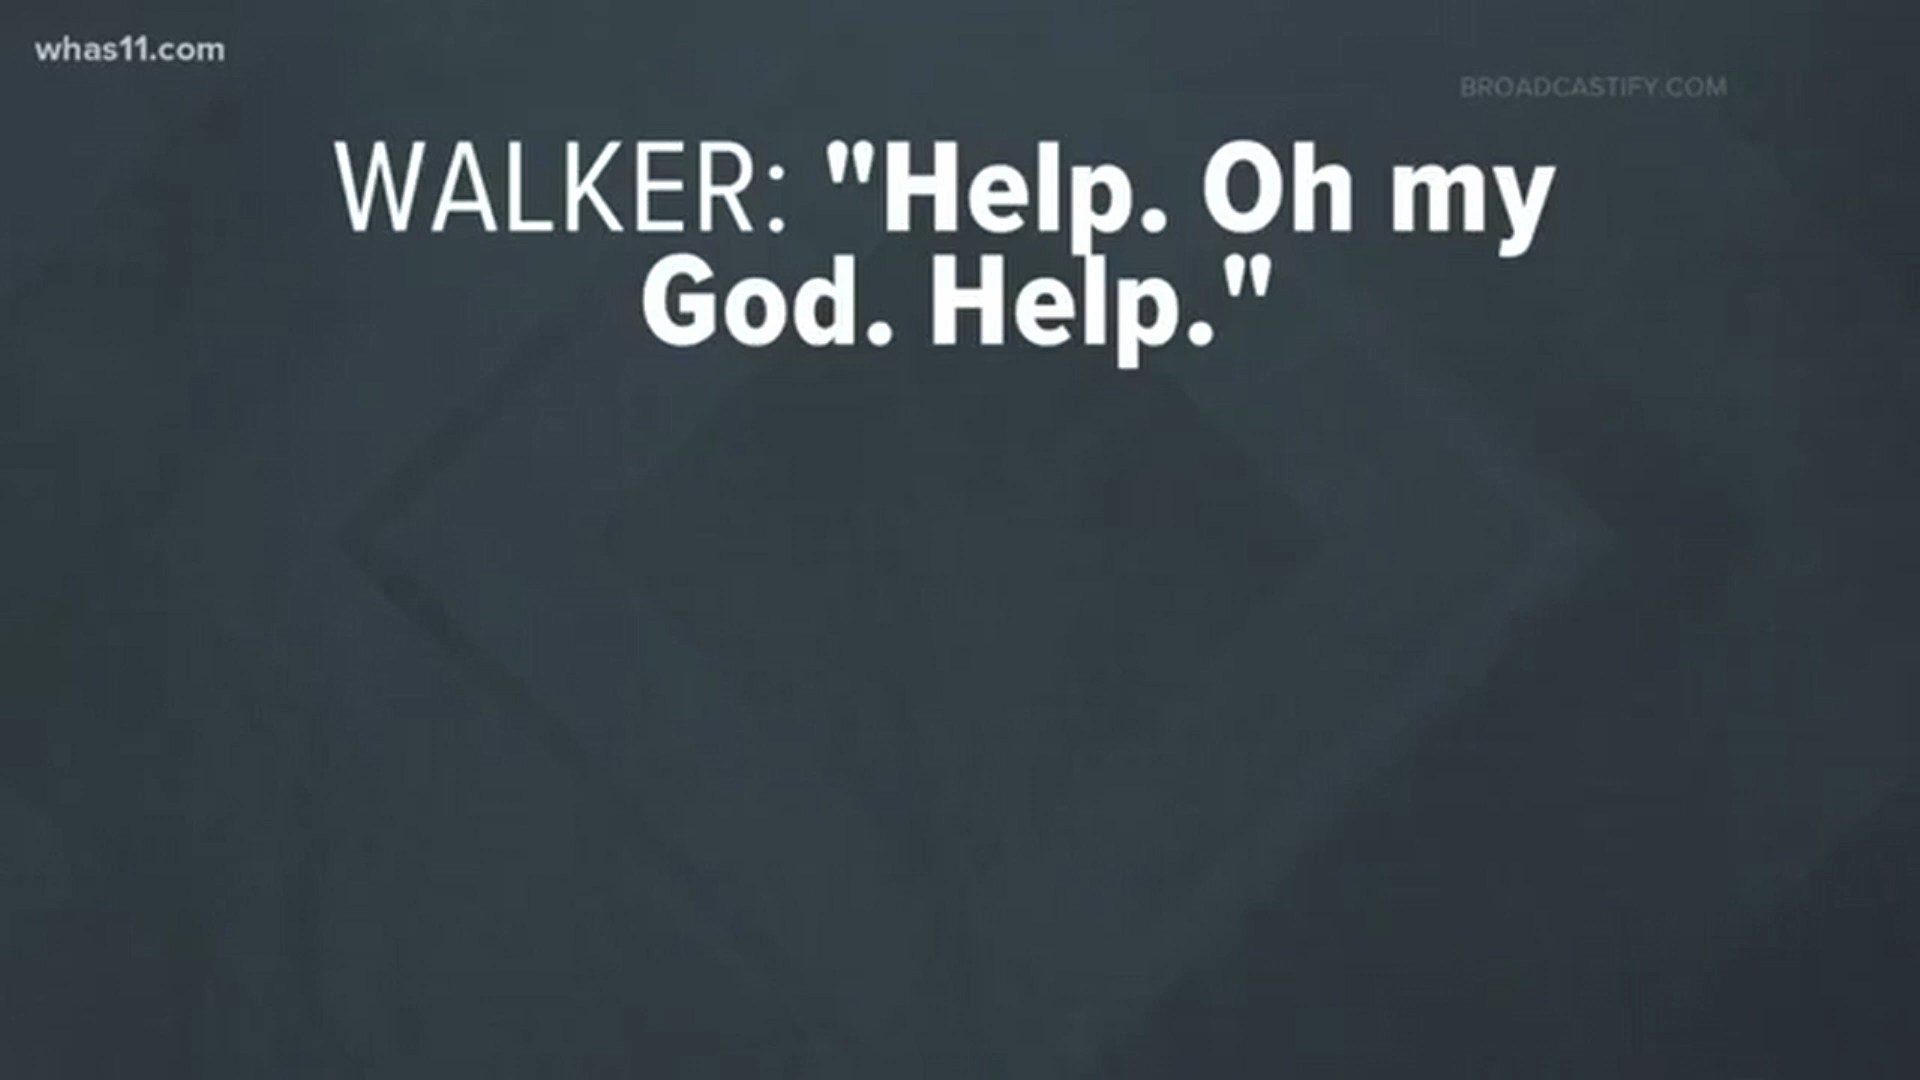 whas11.com
BROADCASTIFY.COM
WALKER: "Help. Oh my
God. Help."